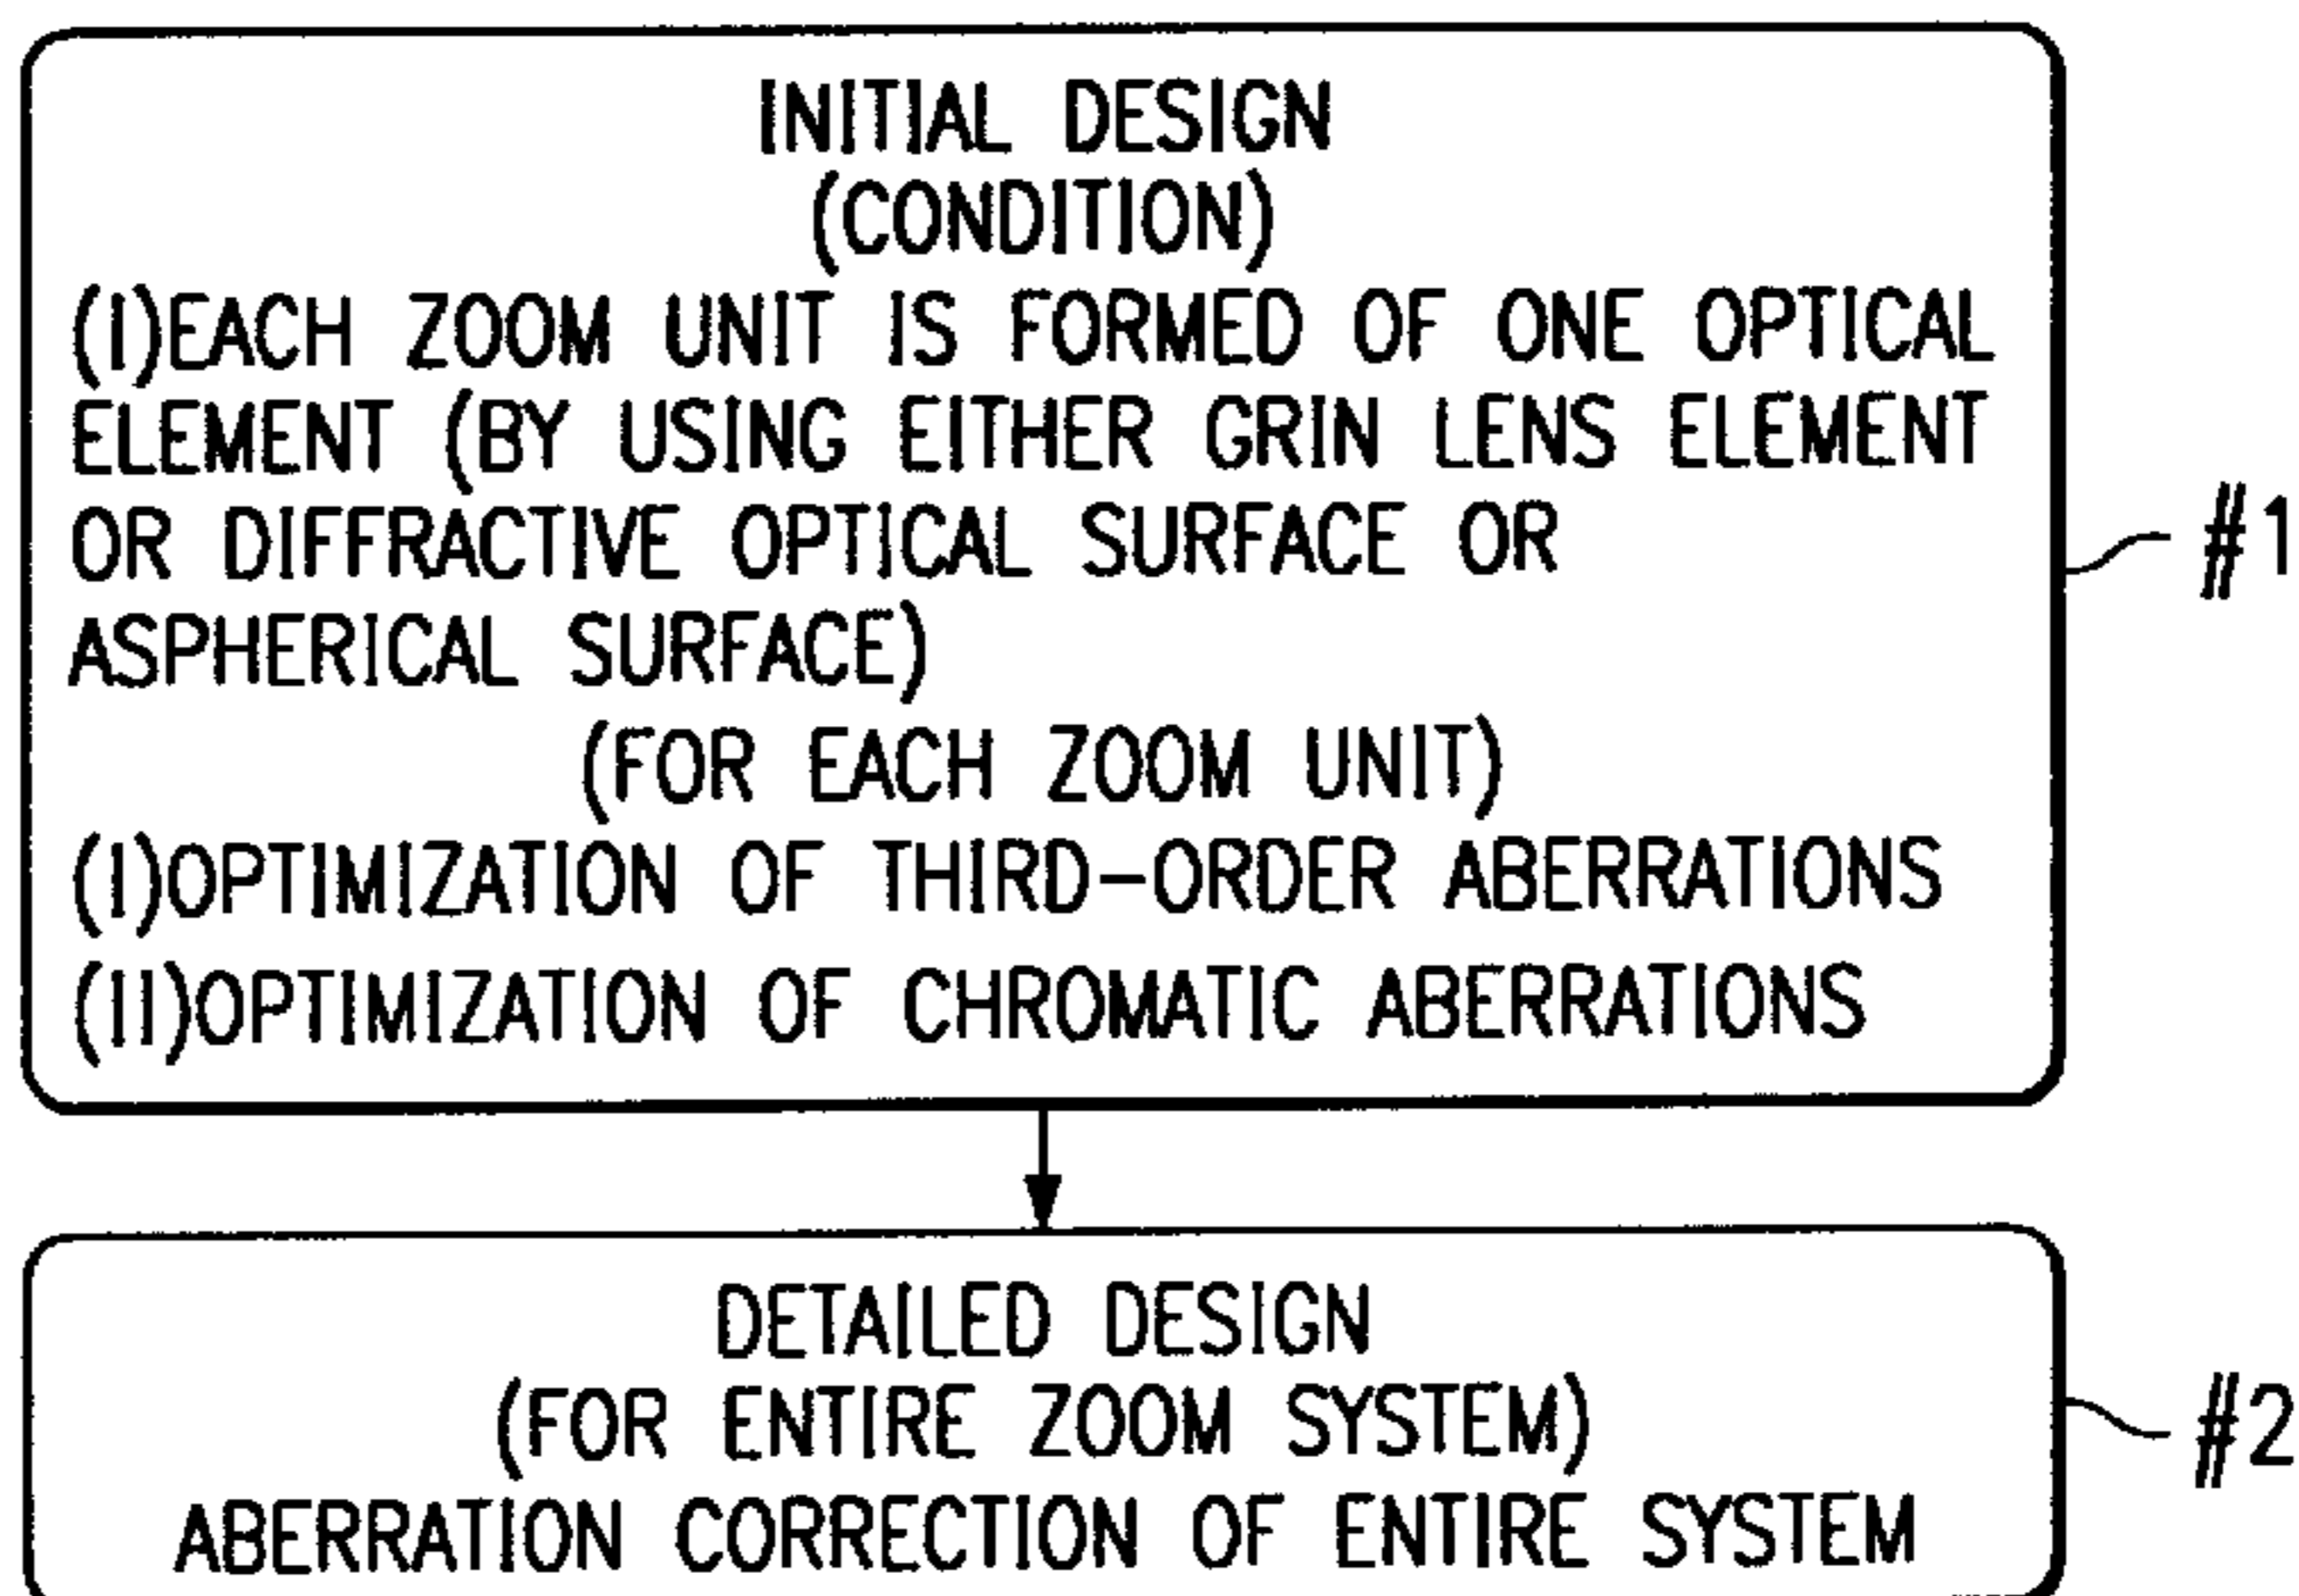 INITIAL DESIGN
(CONDITION)
(I)EACH ZOOM UNIT IS FORMED OF ONE OPTICAL
ELEMENT (BY USING EITHER GRIN LENS ELEMENT
OR DIFFRACTIVE OPTICAL SURFACE OR
ASPHERICAL SURFACE)
(FOR EACH ZOOM UNIT)
(I)OPTIMIZATION OF THIRD-ORDER ABERRATIONS
(II)OPTIMIZATION OF CHROMATIC ABERRATIONS
#1
DETAILED DESIGN
(FOR ENTIRE ZOOM SYSTEM)
ABERRATION CORRECTION OF ENTIRE SYSTEM
#2